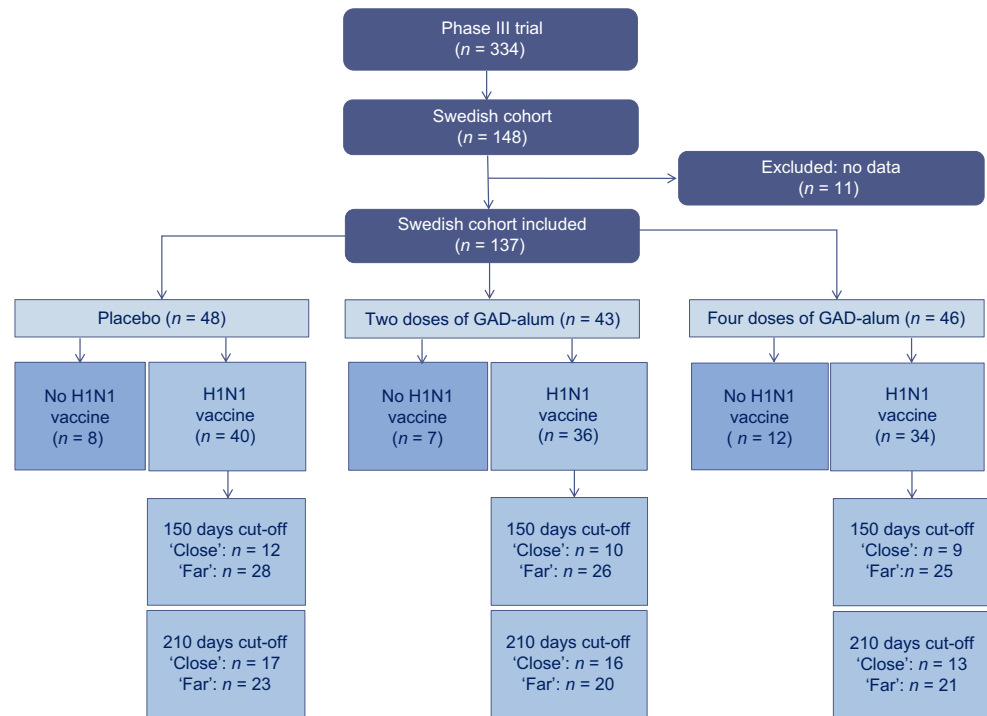 Phase III trial
(n = 334)
Swedish cohort
(n = 148)
Excluded: no data
(n = 11)
Swedish cohort included
(n = 137)
Placebo (n = 48)
Two doses of GAD-alum (n = 43)
Four doses of GAD-alum (n = 46)
No H1N1
vaccine
(n = 8)
H1N1
vaccine
(n = 40)
No H1N1
vaccine
(n = 7)
H1N1
vaccine
(n = 36)
No H1N1
vaccine
( n = 12)
H1N1
vaccine
(n = 34)
150 days cut-off
‘Close’: n = 12
‘Far’: n = 28
150 days cut-off
‘Close’: n = 10
‘Far’: n = 26
150 days cut-off
‘Close’: n = 9
‘Far’:n = 25
210 days cut-off
‘Close’: n = 17
‘Far’: n = 23
210 days cut-off
‘Close’: n = 16
‘Far’: n = 20
210 days cut-off
‘Close’: n = 13
‘Far’: n = 21